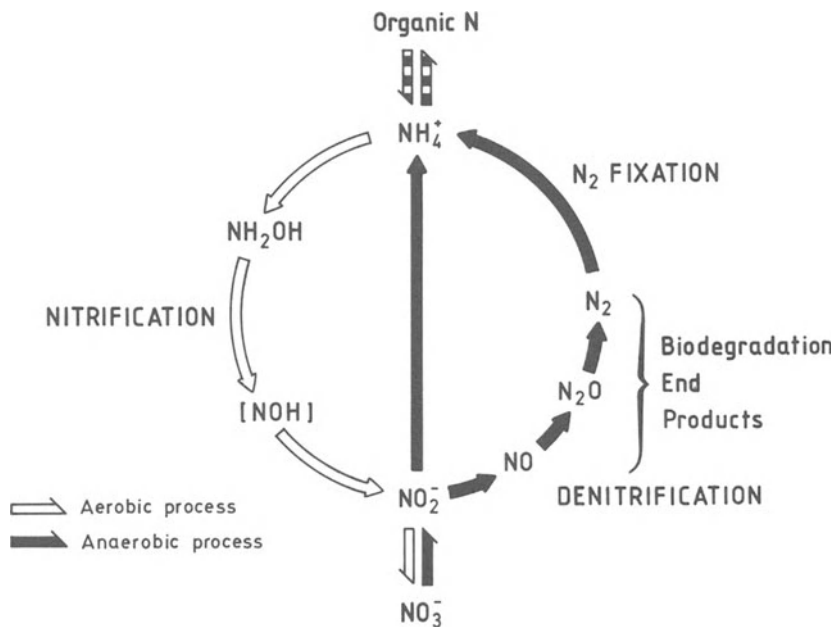 Organic N
NH₄⁺
N₂ FIXATION
NH₂OH
NITRIFICATION
N₂
Biodegradation
End
Products
N₂O
[NOH]
NO
DENITRIFICATION
NO₂⁻
Aerobic process
Anaerobic process
NO₃⁻